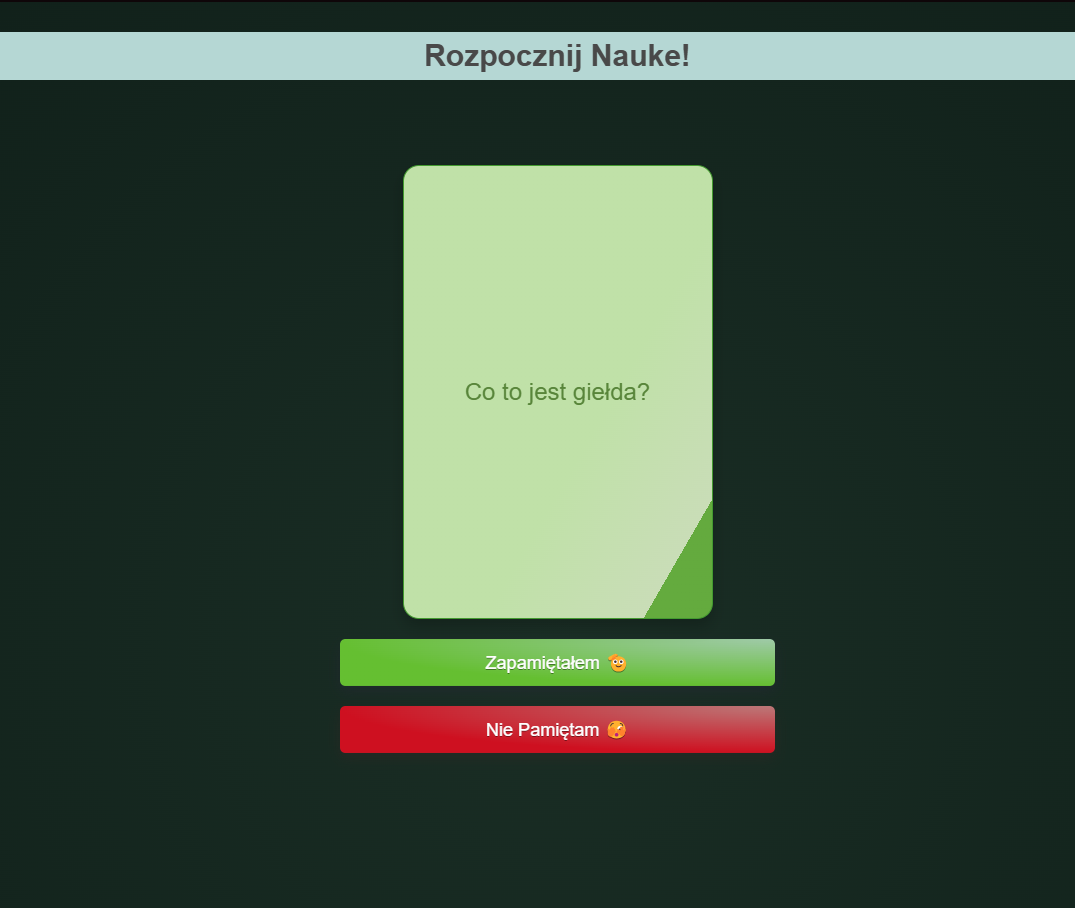 Rozpocznij Nauke!
Co to jest giełda?
Zapamiętałem 🫡
Nie Pamiętam 🫣